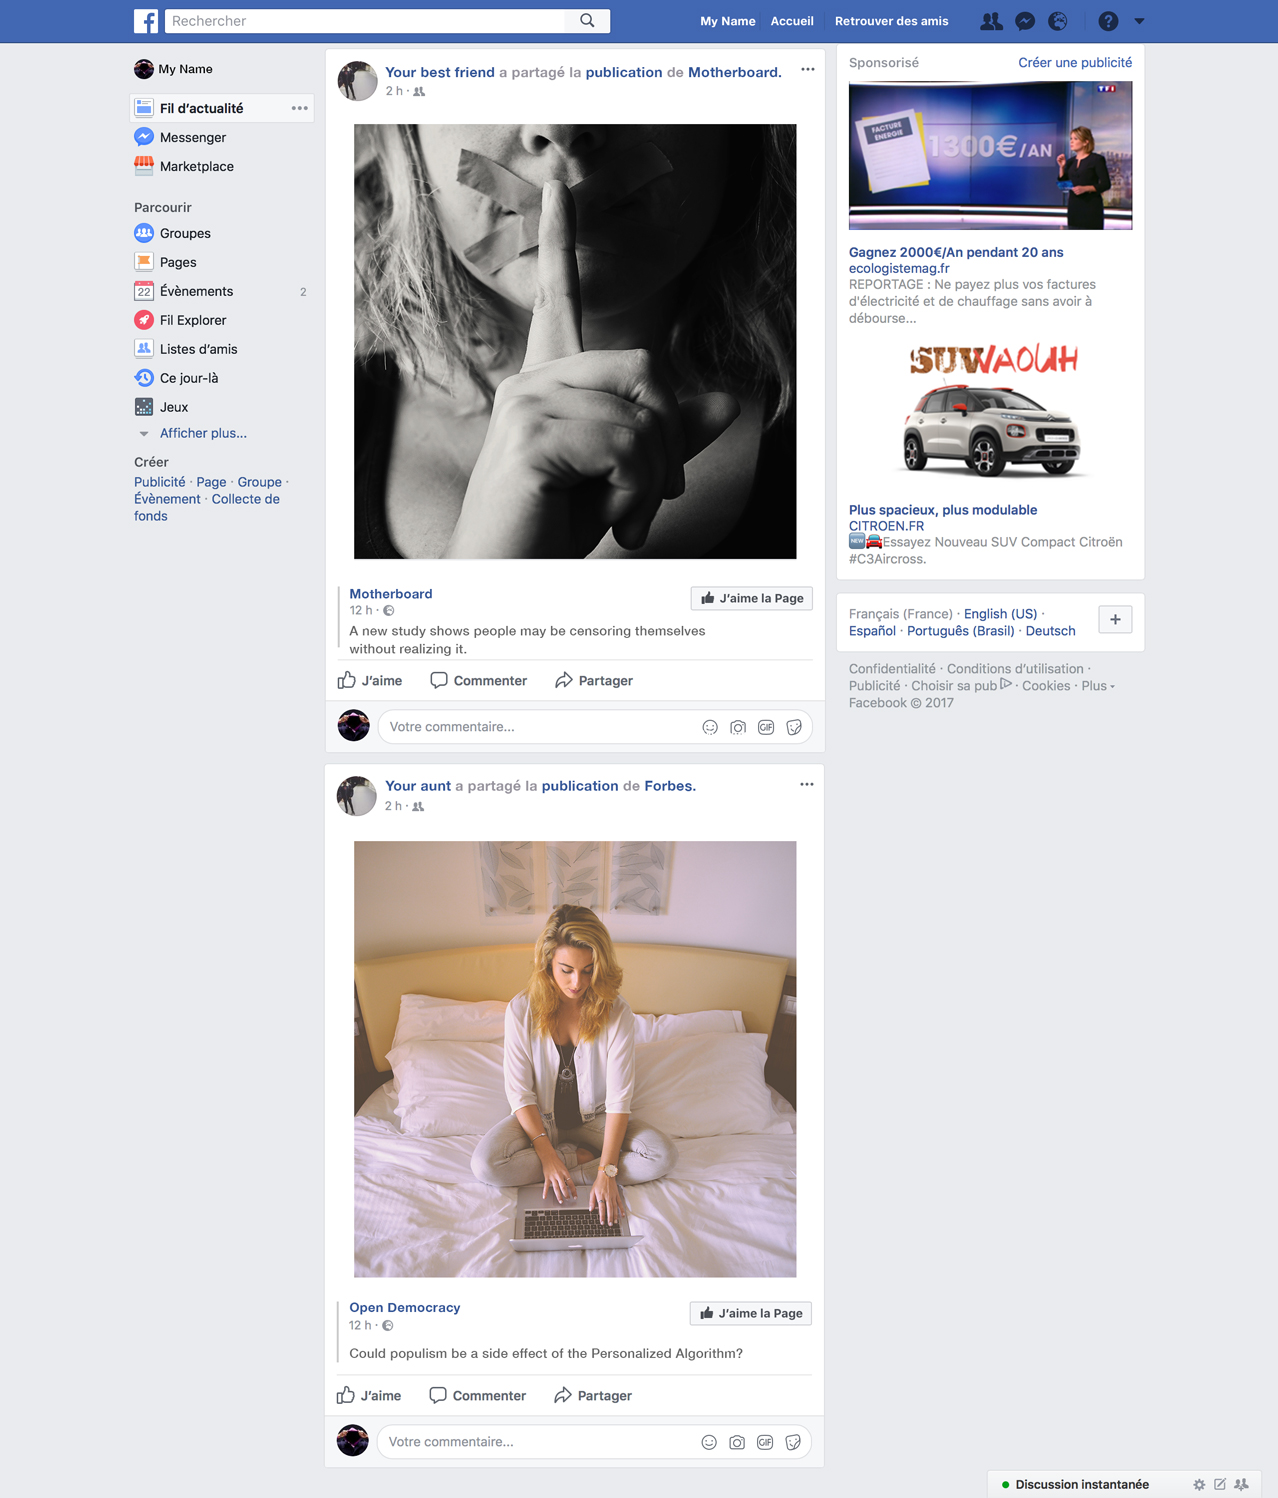 Rechercher
My Name
Accueil
Retrouver des amis
My Name
Fil d’actualité
Messenger
Marketplace
Parcourir
Groupes
Pages
22
Évènements
2
Fil Explorer
Listes d’amis
Ce jour-là
Jeux
Afficher plus...
Créer
Publicité · Page · Groupe ·
Évènement · Collecte de
fonds
Your best friend a partagé la publication de Motherboard.
2 h ·
Motherboard
12 h ·
J’aime la Page
A new study shows people may be censoring themselves
without realizing it.
J’aime
Commenter
Partager
Votre commentaire...
GIF
Your aunt a partagé la publication de Forbes.
2 h ·
Open Democracy
12 h ·
J’aime la Page
Could populism be a side effect of the Personalized Algorithm?
J’aime
Commenter
Partager
Votre commentaire...
GIF
Sponsorisé
Créer une publicité
TF1
FACTURE
ENERGIE
1300€/AN
Gagnez 2000€/An pendant 20 ans
ecologistemag.fr
REPORTAGE : Ne payez plus vos factures
d'électricité et de chauffage sans avoir à
débourse...
SUWAOUH
Plus spacieux, plus modulable
CITROEN.FR
NEW Essayez Nouveau SUV Compact Citroën
#C3Aircross.
Français (France) · English (US) ·
Español · Português (Brasil) · Deutsch
Confidentialité · Conditions d’utilisation ·
Publicité · Choisir sa pub · Cookies · Plus
Facebook © 2017
Discussion instantanée